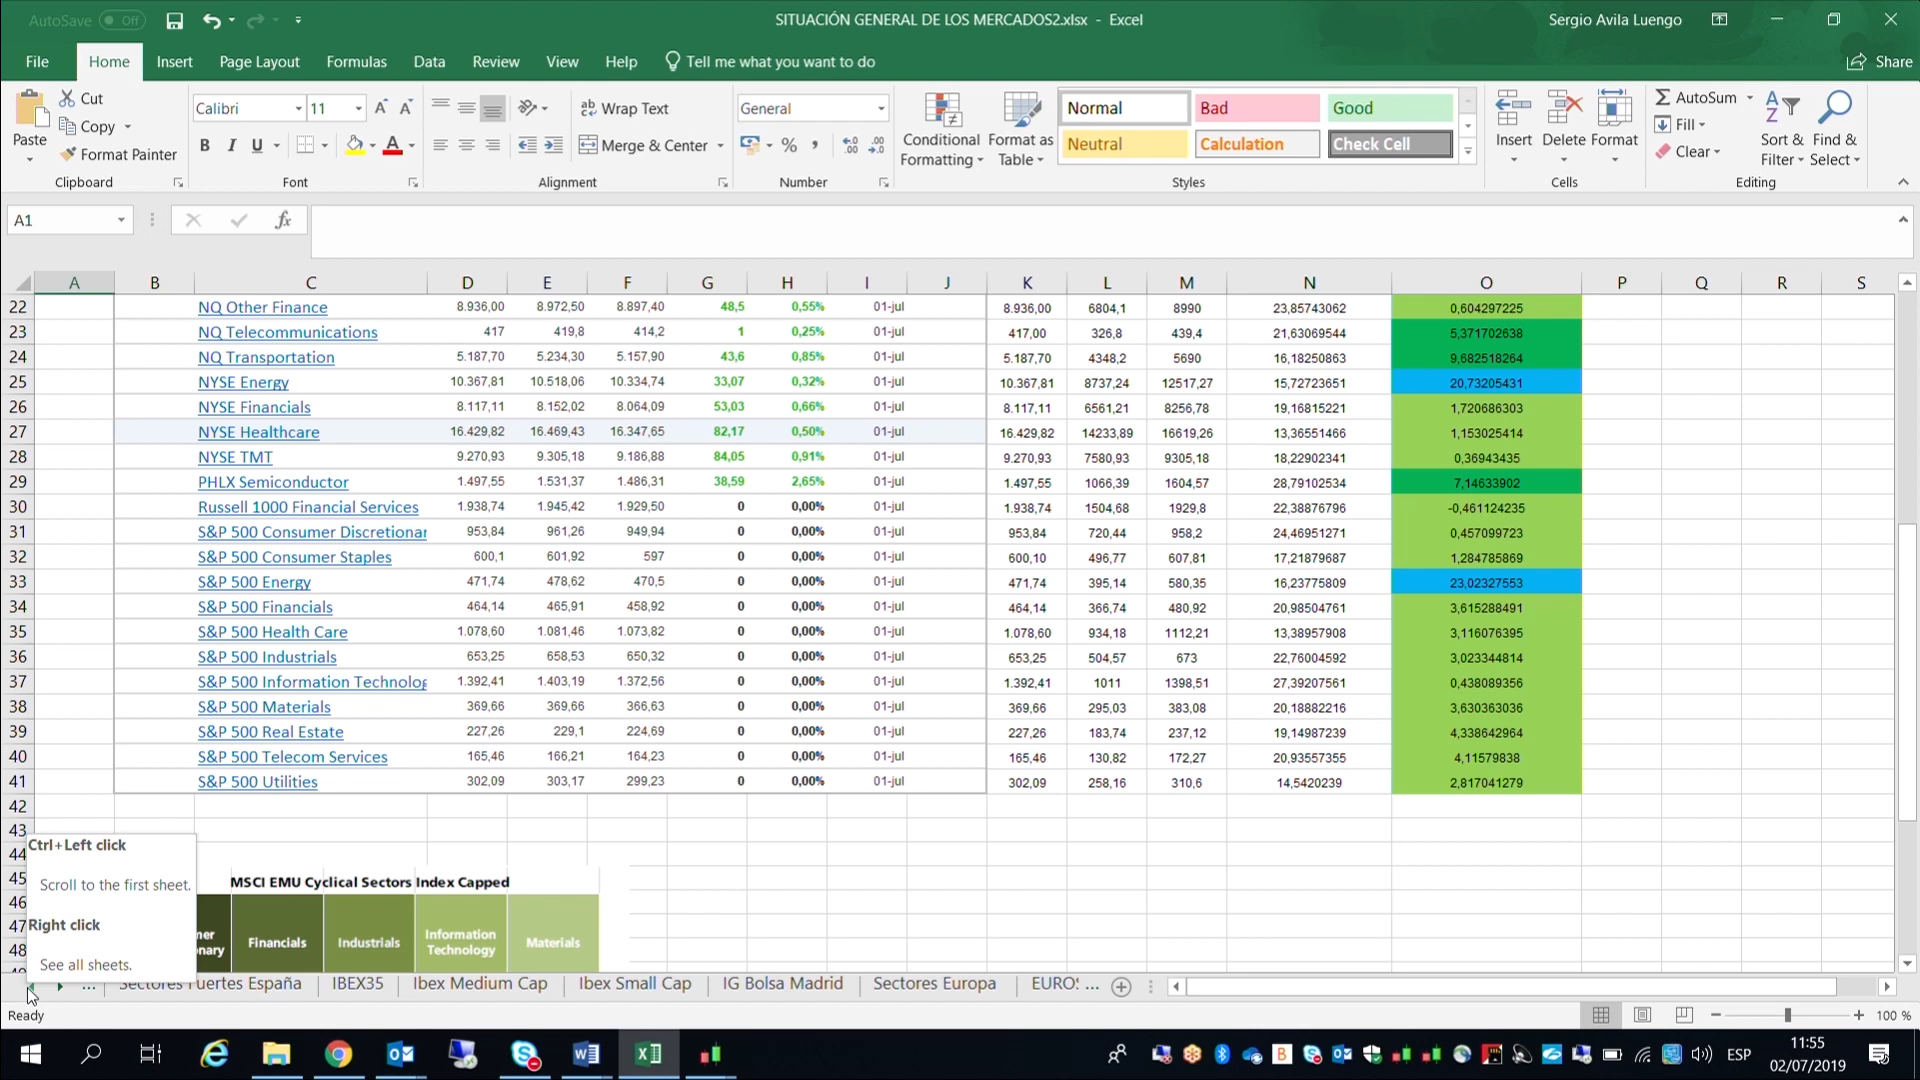 AutoSave Off SITUACIÓN GENERAL DE LOS MERCADOS2.xlsx - Excel Sergio Avila Luengo
File Home Insert Page Layout Formulas Data Review View Help Tell me what you want to do Share
Paste Cut Copy Format Painter Clipboard
Calibri 11 B I U A Font
Wrap Text Merge & Center Alignment
General % Number
Conditional Formatting Format as Table
Normal Bad Good
Neutral Calculation Check Cell
Styles
Insert Delete Format Cells
AutoSum Fill Clear Sort & Filter Find & Select Editing
A1 fx
A B C D E F G H I J K L M N O P Q R S
22 NQ Other Finance 8.936,00 8.972,50 8.897,40 48,5 0,55% 01-jul 8.936,00 6804,1 8990 23,85743062 0,604297225
23 NQ Telecommunications 417 419,8 414,2 1 0,25% 01-jul 417,00 326,8 439,4 21,63069544 5,371702638
24 NQ Transportation 5.187,70 5.234,30 5.157,90 43,6 0,85% 01-jul 5.187,70 4348,2 5690 16,18250863 9,682518264
25 NYSE Energy 10.367,81 10.518,06 10.334,74 33,07 0,32% 01-jul 10.367,81 8737,24 12517,27 15,72723651 20,73205431
26 NYSE Financials 8.117,11 8.152,02 8.064,09 53,03 0,66% 01-jul 8.117,11 6561,21 8256,78 19,16815221 1,720686303
27 NYSE Healthcare 16.429,82 16.469,43 16.347,65 82,17 0,50% 01-jul 16.429,82 14233,89 16619,26 13,36551466 1,153025414
28 NYSE TMT 9.270,93 9.305,18 9.186,88 84,05 0,91% 01-jul 9.270,93 7580,93 9305,18 18,22902341 0,36943435
29 PHLX Semiconductor 1.497,55 1.531,37 1.486,31 38,59 2,65% 01-jul 1.497,55 1066,39 1604,57 28,79102534 7,14633902
30 Russell 1000 Financial Services 1.938,74 1.945,42 1.929,50 0 0,00% 01-jul 1.938,74 1504,68 1929,8 22,38876796 -0,461124235
31 S&P 500 Consumer Discretionar 953,84 961,26 949,94 0 0,00% 01-jul 953,84 720,44 958,2 24,46951271 0,457099723
32 S&P 500 Consumer Staples 600,1 601,92 597 0 0,00% 01-jul 600,10 496,77 607,81 17,21879687 1,284785869
33 S&P 500 Energy 471,74 478,62 470,5 0 0,00% 01-jul 471,74 395,14 580,35 16,23775809 23,02327553
34 S&P 500 Financials 464,14 465,91 458,92 0 0,00% 01-jul 464,14 366,74 480,92 20,98504761 3,615288491
35 S&P 500 Health Care 1.078,60 1.081,46 1.073,82 0 0,00% 01-jul 1.078,60 934,18 1112,21 13,38957908 3,116076395
36 S&P 500 Industrials 653,25 658,53 650,32 0 0,00% 01-jul 653,25 504,57 673 22,76004592 3,023344814
37 S&P 500 Information Technolog 1.392,41 1.403,19 1.372,56 0 0,00% 01-jul 1.392,41 1011 1398,51 27,39207561 0,438089356
38 S&P 500 Materials 369,66 369,66 366,63 0 0,00% 01-jul 369,66 295,03 383,08 20,18882216 3,630363036
39 S&P 500 Real Estate 227,26 229,1 224,69 0 0,00% 01-jul 227,26 183,74 237,12 19,14987239 4,338642964
40 S&P 500 Telecom Services 165,46 166,21 164,23 0 0,00% 01-jul 165,46 130,82 172,27 20,93557355 4,11579838
41 S&P 500 Utilities 302,09 303,17 299,23 0 0,00% 01-jul 302,09 258,16 310,6 14,5420239 2,817041279
42
43
44 Ctrl+Left click
45 Scroll to the first sheet. MSCI EMU Cyclical Sectors Index Capped
46
47 Right click
48 See all sheets.
mer nary Financials Industrials Information Technology Materials
... Sectores Fuertes España IBEX35 Ibex Medium Cap Ibex Small Cap IG Bolsa Madrid Sectores Europa EURO! ...
Ready 100 %
ESP 11:55
02/07/2019